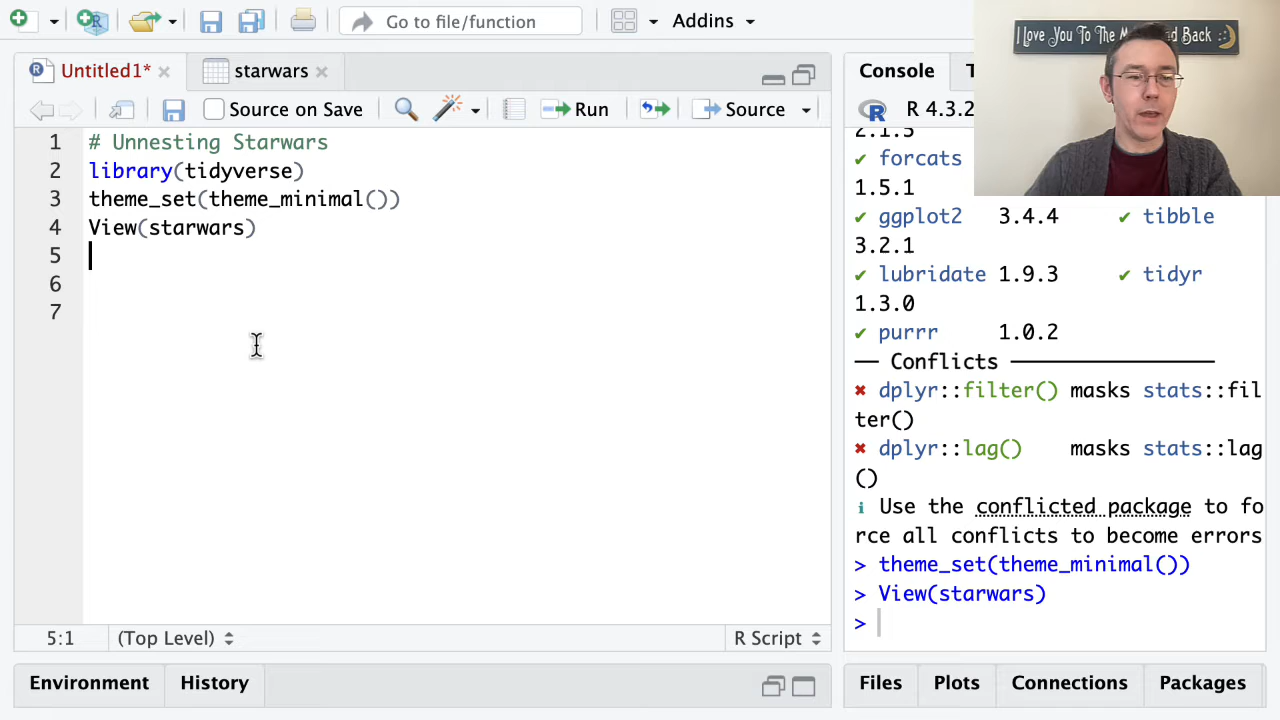 Go to file/function
Addins
Untitled1*
starwars
Source on Save
Run
Source
1 # Unnesting Starwars
2 library(tidyverse)
3 theme_set(theme_minimal())
4 View(starwars)
5
6
7
5:1
(Top Level)
R Script
Environment
History
Console
R 4.3.2
2.1.5
✔ forcats
1.5.1
✔ ggplot2 3.4.4 ✔ tibble
3.2.1
✔ lubridate 1.9.3 ✔ tidyr
1.3.0
✔ purrr 1.0.2
── Conflicts ──────────
✖ dplyr::filter() masks stats::fil
ter()
✖ dplyr::lag() masks stats::lag
()
ℹ Use the conflicted package to fo
rce all conflicts to become errors
> theme_set(theme_minimal())
> View(starwars)
>
Files
Plots
Connections
Packages
I Love You To The M nd Back